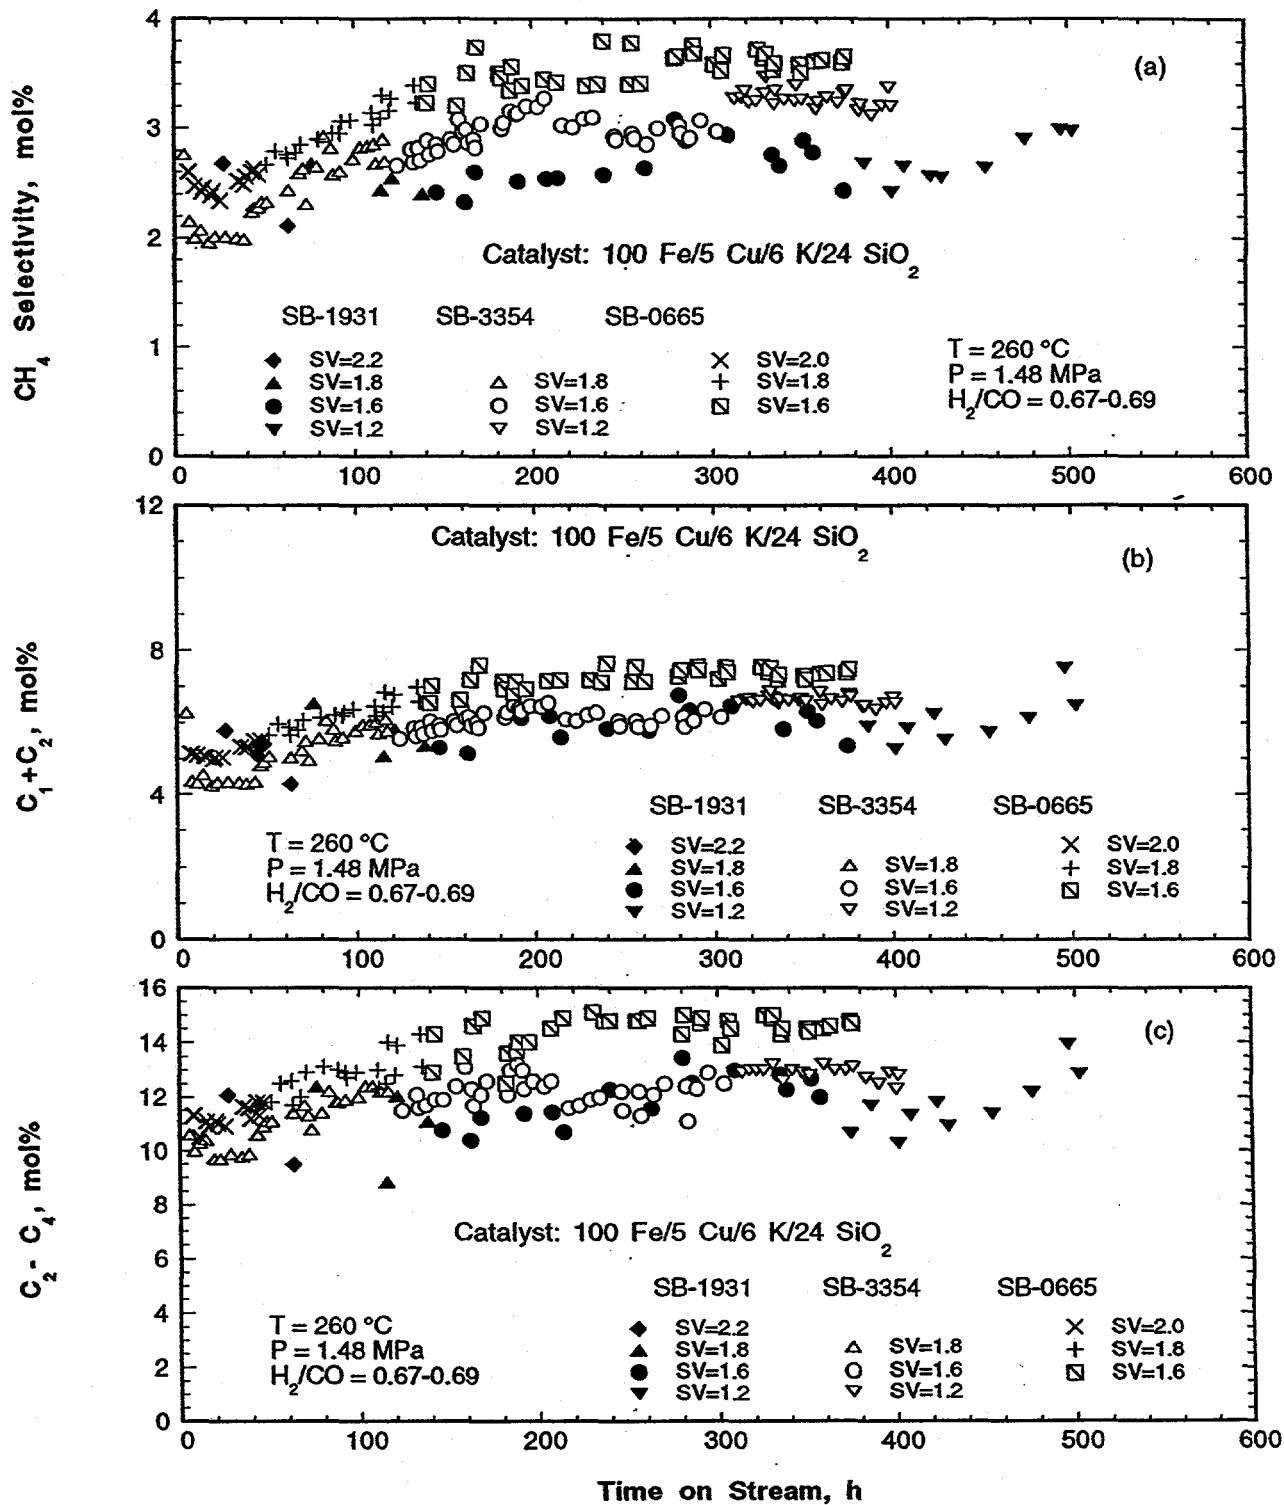 4
(a)
3
CH4 Selectivity, mol%
2
Catalyst: 100 Fe/5 Cu/6 K/24 SiO2
SB-1931 SB-3354 SB-0665
SV=2.2 SV=2.0
SV=1.8 SV=1.8 SV=1.8
SV=1.6 SV=1.6 SV=1.6
SV=1.2 SV=1.2
T = 260 °C
P = 1.48 MPa
H2/CO = 0.67-0.69
1
0
0 100 200 300 400 500 600
12
Catalyst: 100 Fe/5 Cu/6 K/24 SiO2
(b)
8
C1+C2, mol%
4
SB-1931 SB-3354 SB-0665
T = 260 °C
P = 1.48 MPa
H2/CO = 0.67-0.69
SV=2.2 SV=2.0
SV=1.8 SV=1.8 SV=1.8
SV=1.6 SV=1.6 SV=1.6
SV=1.2 SV=1.2
0
0 100 200 300 400 500 600
16
(c)
14
12
10
C2 - C4, mol%
8
Catalyst: 100 Fe/5 Cu/6 K/24 SiO2
6
SB-1931 SB-3354 SB-0665
4
T = 260 °C
P = 1.48 MPa
H2/CO = 0.67-0.69
SV=2.2 SV=2.0
SV=1.8 SV=1.8 SV=1.8
SV=1.6 SV=1.6 SV=1.6
SV=1.2 SV=1.2
2
0
0 100 200 300 400 500 600
Time on Stream, h